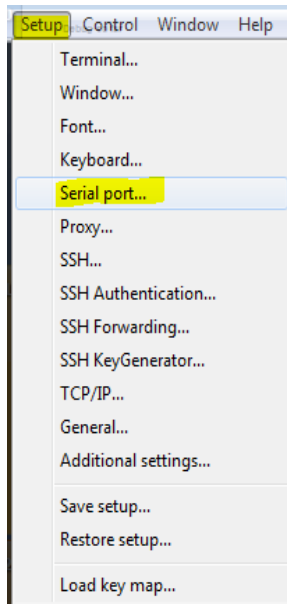 Setup Control Window Help
Terminal...
Window...
Font...
Keyboard...
Serial port...
Proxy...
SSH...
SSH Authentication...
SSH Forwarding...
SSH KeyGenerator...
TCP/IP...
General...
Additional settings...
Save setup...
Restore setup...
Load key map...